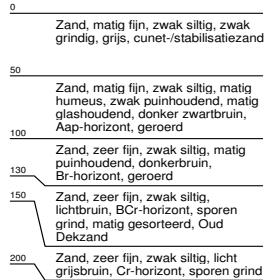 0
Zand, matig fijn, zwak siltig, zwak
grindig, grijs, cunet-/stabilisatiezand
50
Zand, matig fijn, zwak siltig, matig
humeus, zwak puinhoudend, matig
glashoudend, donker zwartbruin,
Aap-horizont, geroerd
100
Zand, zeer fijn, zwak siltig, matig
puinhoudend, donkerbruin,
Br-horizont, geroerd
130
150
Zand, zeer fijn, zwak siltig,
lichtbruin, BCr-horizont, sporen
grind, matig gesorteerd, Oud
Dekzand
200
Zand, zeer fijn, zwak siltig, licht
grijsbruin, Cr-horizont, sporen grind